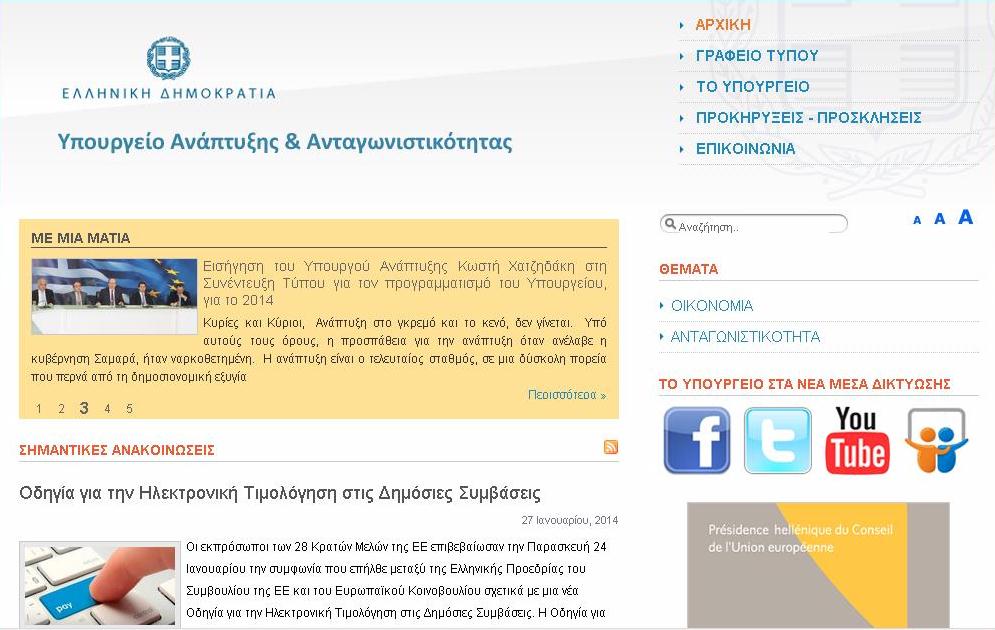 ΕΛΛΗΝΙΚΗ ΔΗΜΟΚΡΑΤΙΑ
Υπουργείο Ανάπτυξης & Ανταγωνιστικότητας
ΑΡΧΙΚΗ
ΓΡΑΦΕΙΟ ΤΥΠΟΥ
ΤΟ ΥΠΟΥΡΓΕΙΟ
ΠΡΟΚΗΡΥΞΕΙΣ - ΠΡΟΣΚΛΗΣΕΙΣ
ΕΠΙΚΟΙΝΩΝΙΑ
ΜΕ ΜΙΑ ΜΑΤΙΑ
Εισήγηση του Υπουργού Ανάπτυξης Κωστή Χατζηδάκη στη
Συνέντευξη Τύπου για τον προγραμματισμό του Υπουργείου,
για το 2014
Κυρίες και Κύριοι, Ανάπτυξη στο γκρεμό και το κενό, δεν γίνεται. Υπό
αυτούς τους όρους, η προσπάθεια για την ανάπτυξη όταν ανέλαβε η
κυβέρνηση Σαμαρά, ήταν ναρκοθετημένη. Η ανάπτυξη είναι ο τελευταίος σταθμός, σε μια δύσκολη πορεία
που περνά από τη δημοσιονομική εξυγία
Περισσότερα »
1 2 3 4 5
ΣΗΜΑΝΤΙΚΕΣ ΑΝΑΚΟΙΝΩΣΕΙΣ
Οδηγία για την Ηλεκτρονική Τιμολόγηση στις Δημόσιες Συμβάσεις
27 Ιανουαρίου, 2014
pay
Οι εκπρόσωποι των 28 Κρατών Μελών της ΕΕ επιβεβαίωσαν την Παρασκευή 24
Ιανουαρίου την συμφωνία που επήλθε μεταξύ της Ελληνικής Προεδρίας του
Συμβουλίου της ΕΕ και του Ευρωπαϊκού Κοινοβουλίου σχετικά με μια νέα
Οδηγία για την Ηλεκτρονική Τιμολόγηση στις Δημόσιες Συμβάσεις. Η Οδηγία για
Αναζήτηση..
A A A
ΘΕΜΑΤΑ
ΟΙΚΟΝΟΜΙΑ
ΑΝΤΑΓΩΝΙΣΤΙΚΟΤΗΤΑ
ΤΟ ΥΠΟΥΡΓΕΙΟ ΣΤΑ ΝΕΑ ΜΕΣΑ ΔΙΚΤΥΩΣΗΣ
f t You
Tube
Présidence hellénique du Conseil
de l'Union européenne